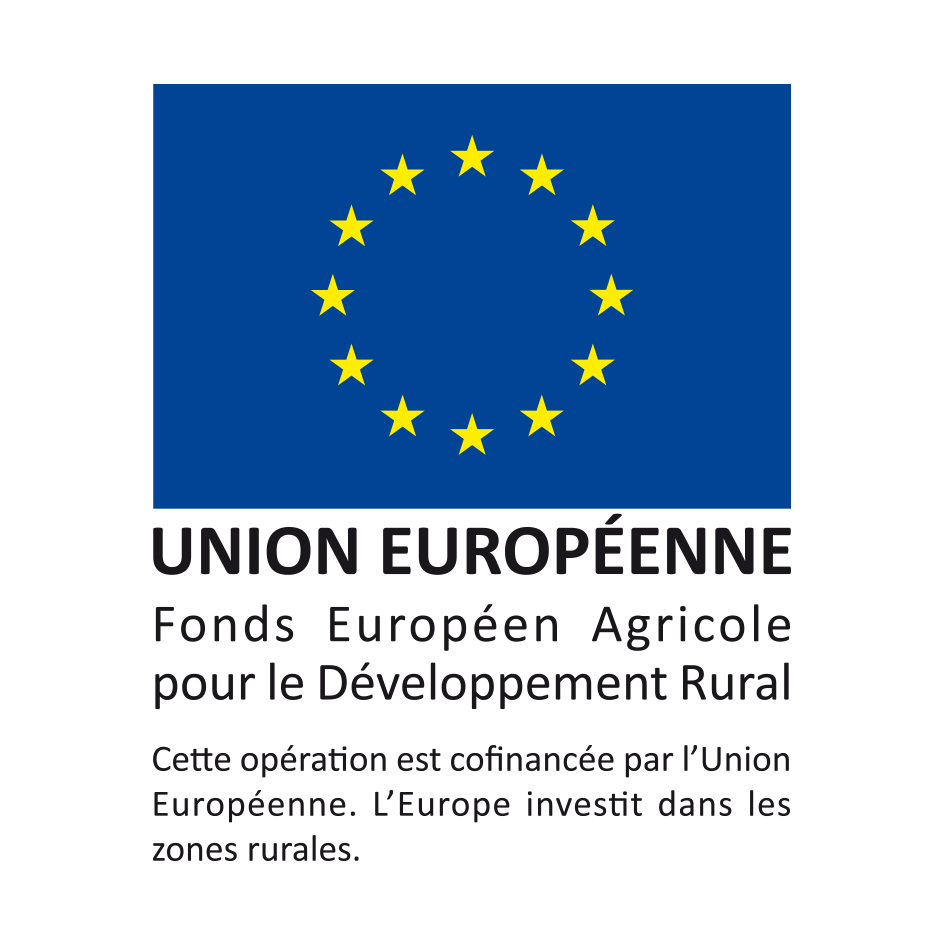 UNION EUROPÉENNE
Fonds Européen Agricole
pour le Développement Rural
Cette opération est cofinancée par l’Union
Européenne. L’Europe investit dans les
zones rurales.